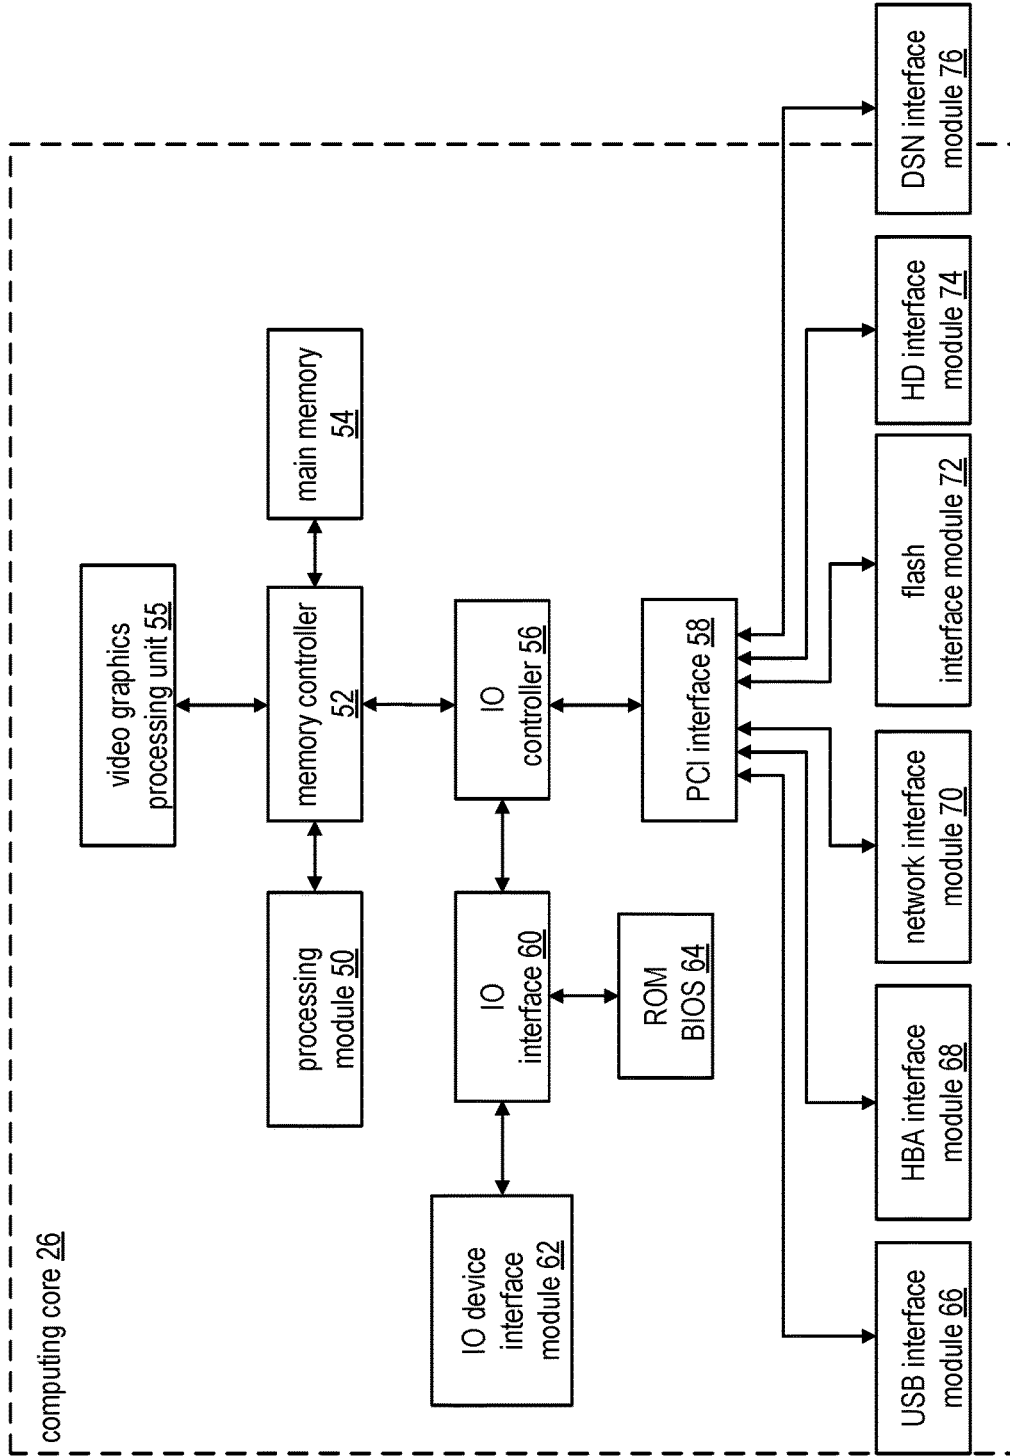 computing core 26
video graphics
processing unit 55
processing
module 50
memory controller
52
main memory
54
IO device
interface
module 62
IO
interface 60
IO
controller 56
ROM
BIOS 64
PCI interface 58
USB interface
module 66
HBA interface
module 68
network interface
module 70
flash
interface module 72
HD interface
module 74
DSN interface
module 76